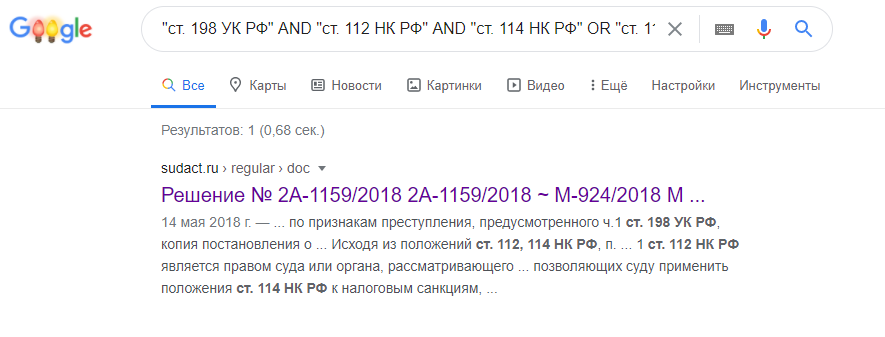 Google
"ст. 198 УК РФ" AND "ст. 112 НК РФ" AND "ст. 114 НК РФ" OR "ст. 11
Все Карты Новости Картинки Видео Ещё Настройки Инструменты
Результатов: 1 (0,68 сек.)
sudact.ru › regular › doc
Решение № 2А-1159/2018 2А-1159/2018 ~ М-924/2018 М ...
14 мая 2018 г. — ... по признакам преступления, предусмотренного ч.1 ст. 198 УК РФ,
копия постановления о ... Исходя из положений ст. 112, 114 НК РФ, п. ... 1 ст. 112 НК РФ
является правом суда или органа, рассматривающего ... позволяющих суду применить
положения ст. 114 НК РФ к налоговым санкциям, ...